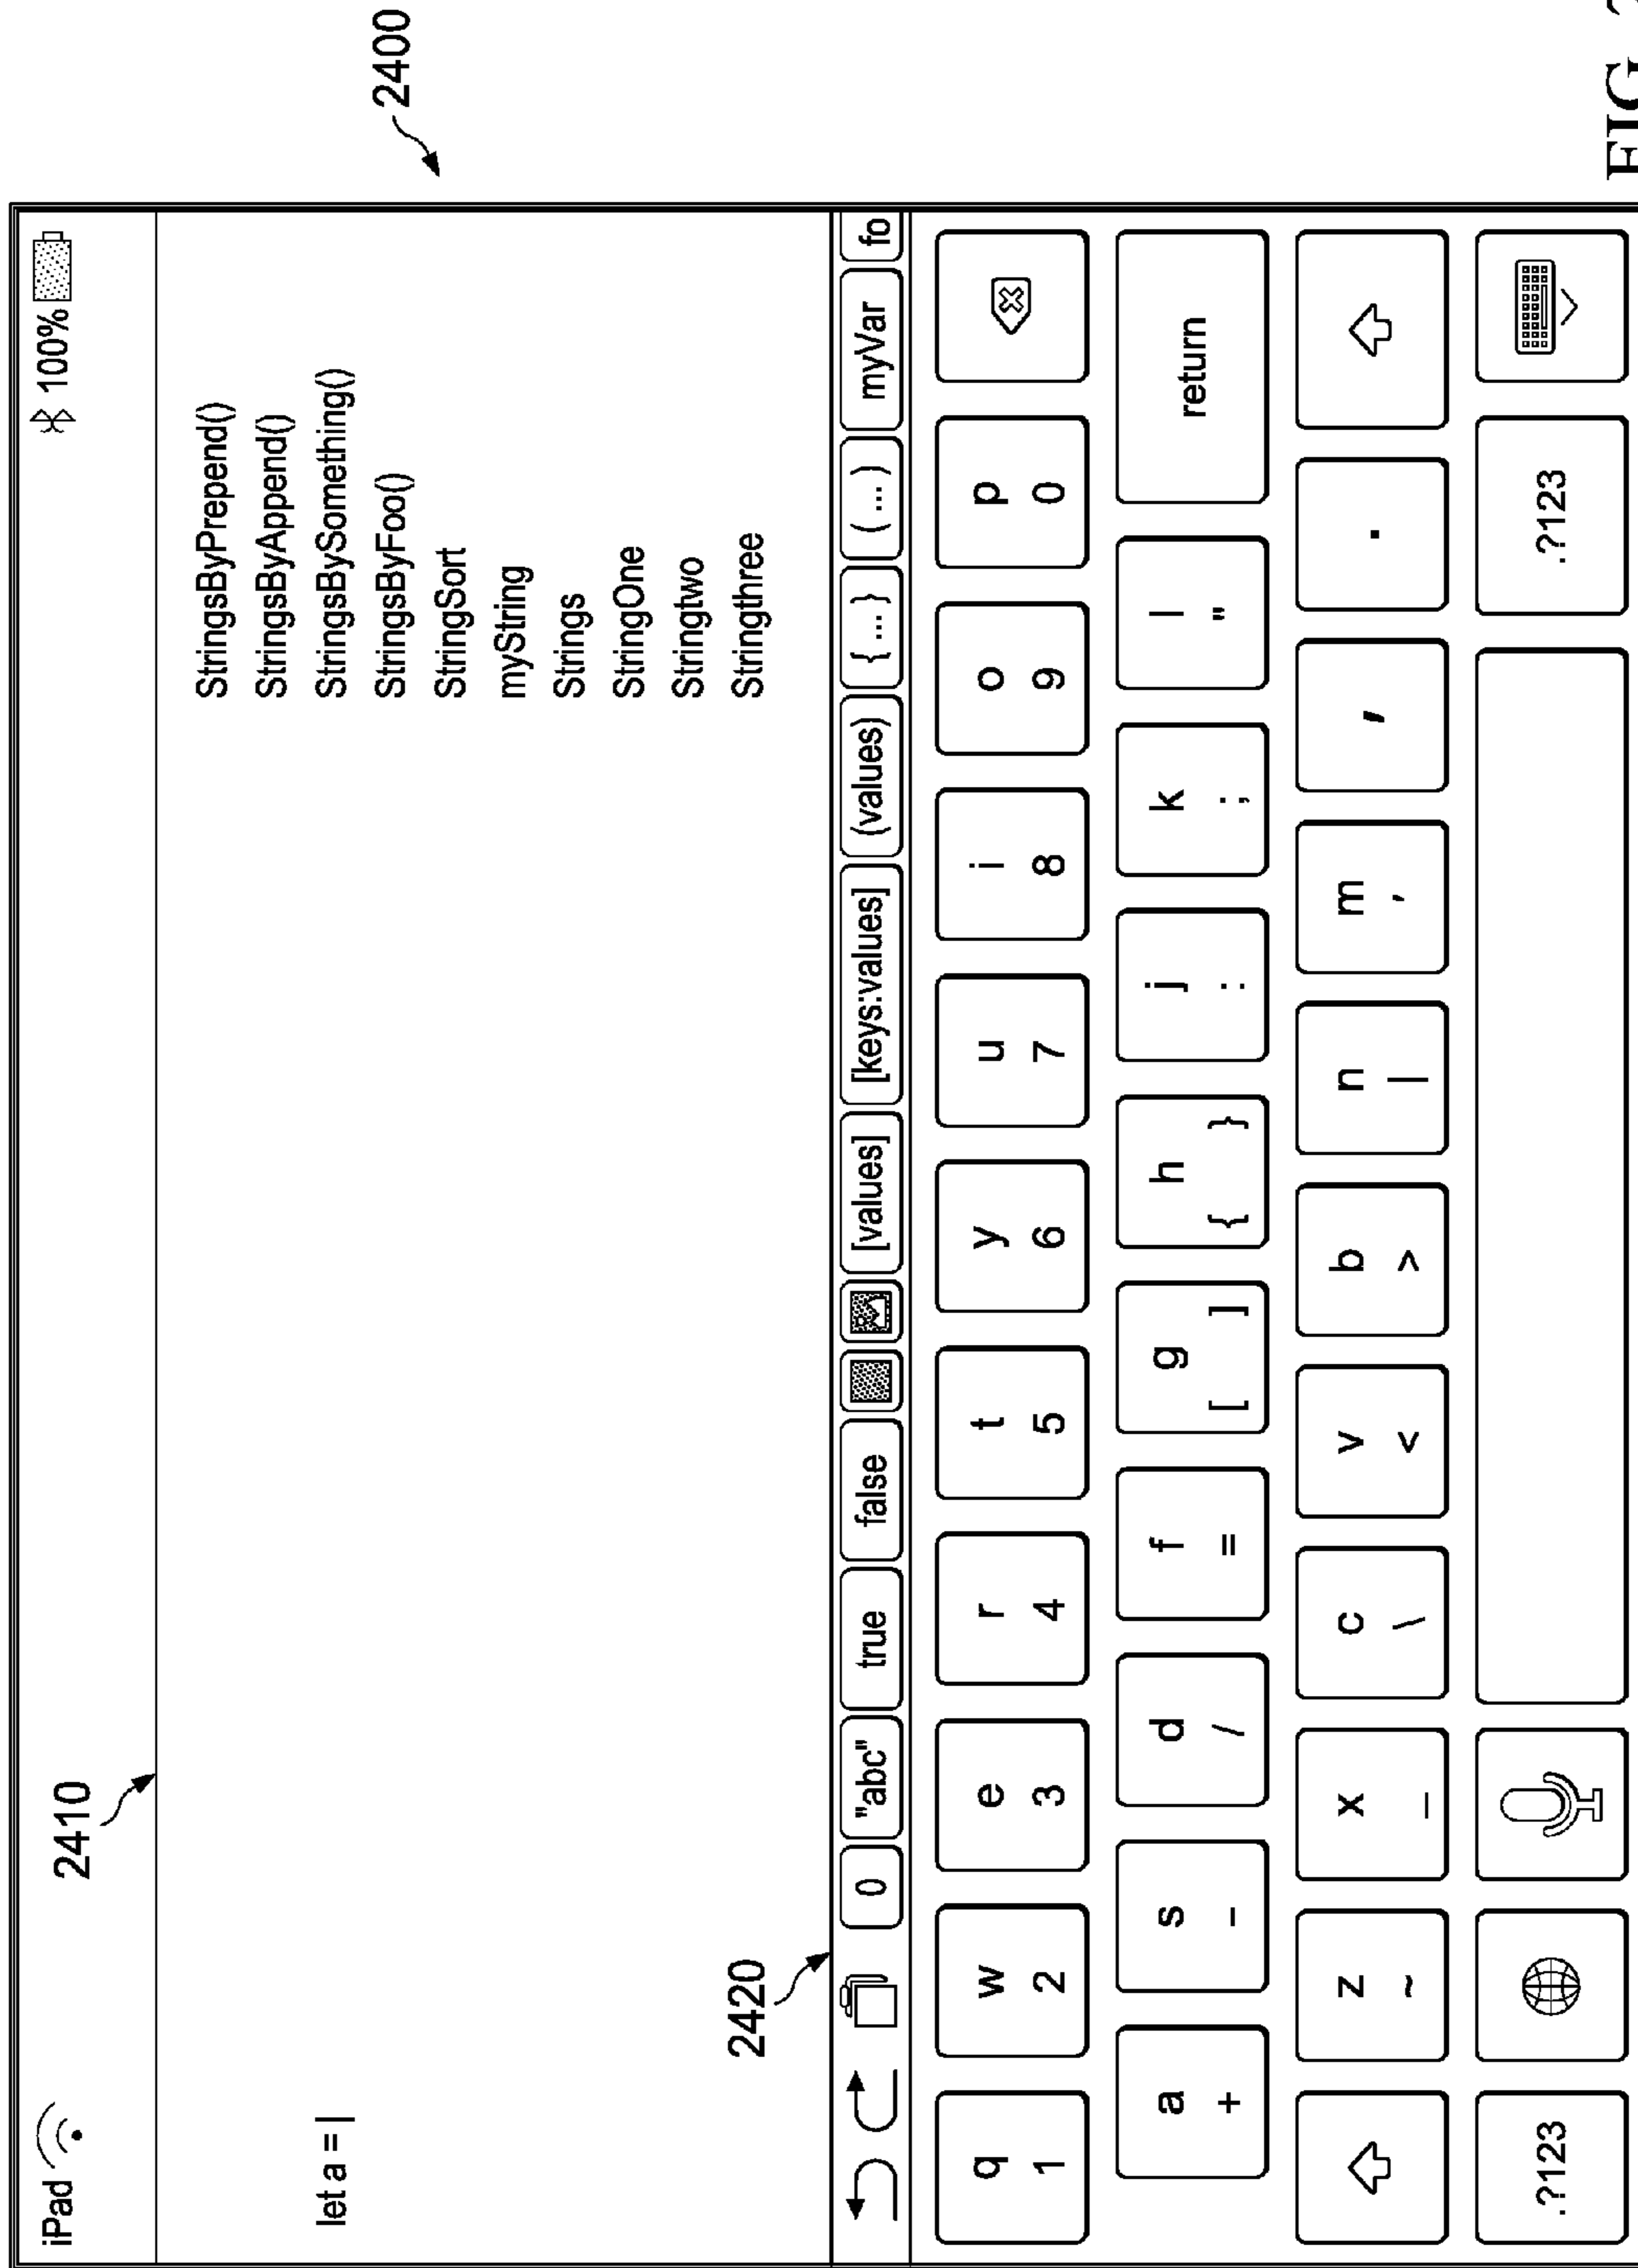 iPad 2410 100%
2400
StringsByPrepend()
StringsByAppend()
let a = | StringsBySomething()
StringsByFoo()
StringSort
myString
Strings
StringOne
Stringtwo
Stringthree
2420
0 "abc" true false [values] [keys:values] (values) {...} (...) myVar fo
q w e r t y u i o p
1 2 3 4 5 6 7 8 9 0
a s d f g h j k l return
+ - / = [ ] { } : ; "
z x c v b n m , .
~ _ \ < > | '
.?123 .?123
FIG.